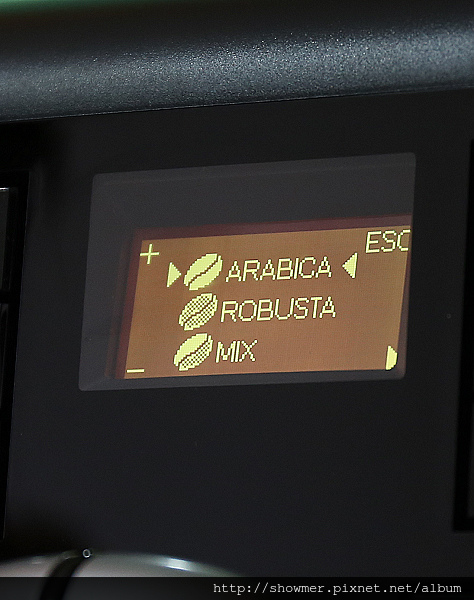 ESC
+
ARABICA
ROBUSTA
MIX
–
http://showmer.pixnet.net/album